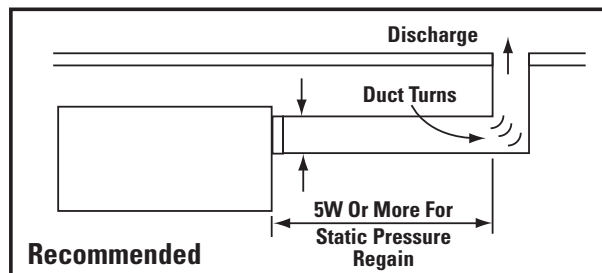 Discharge
Duct Turns
5W Or More For
Static Pressure
Regain
Recommended